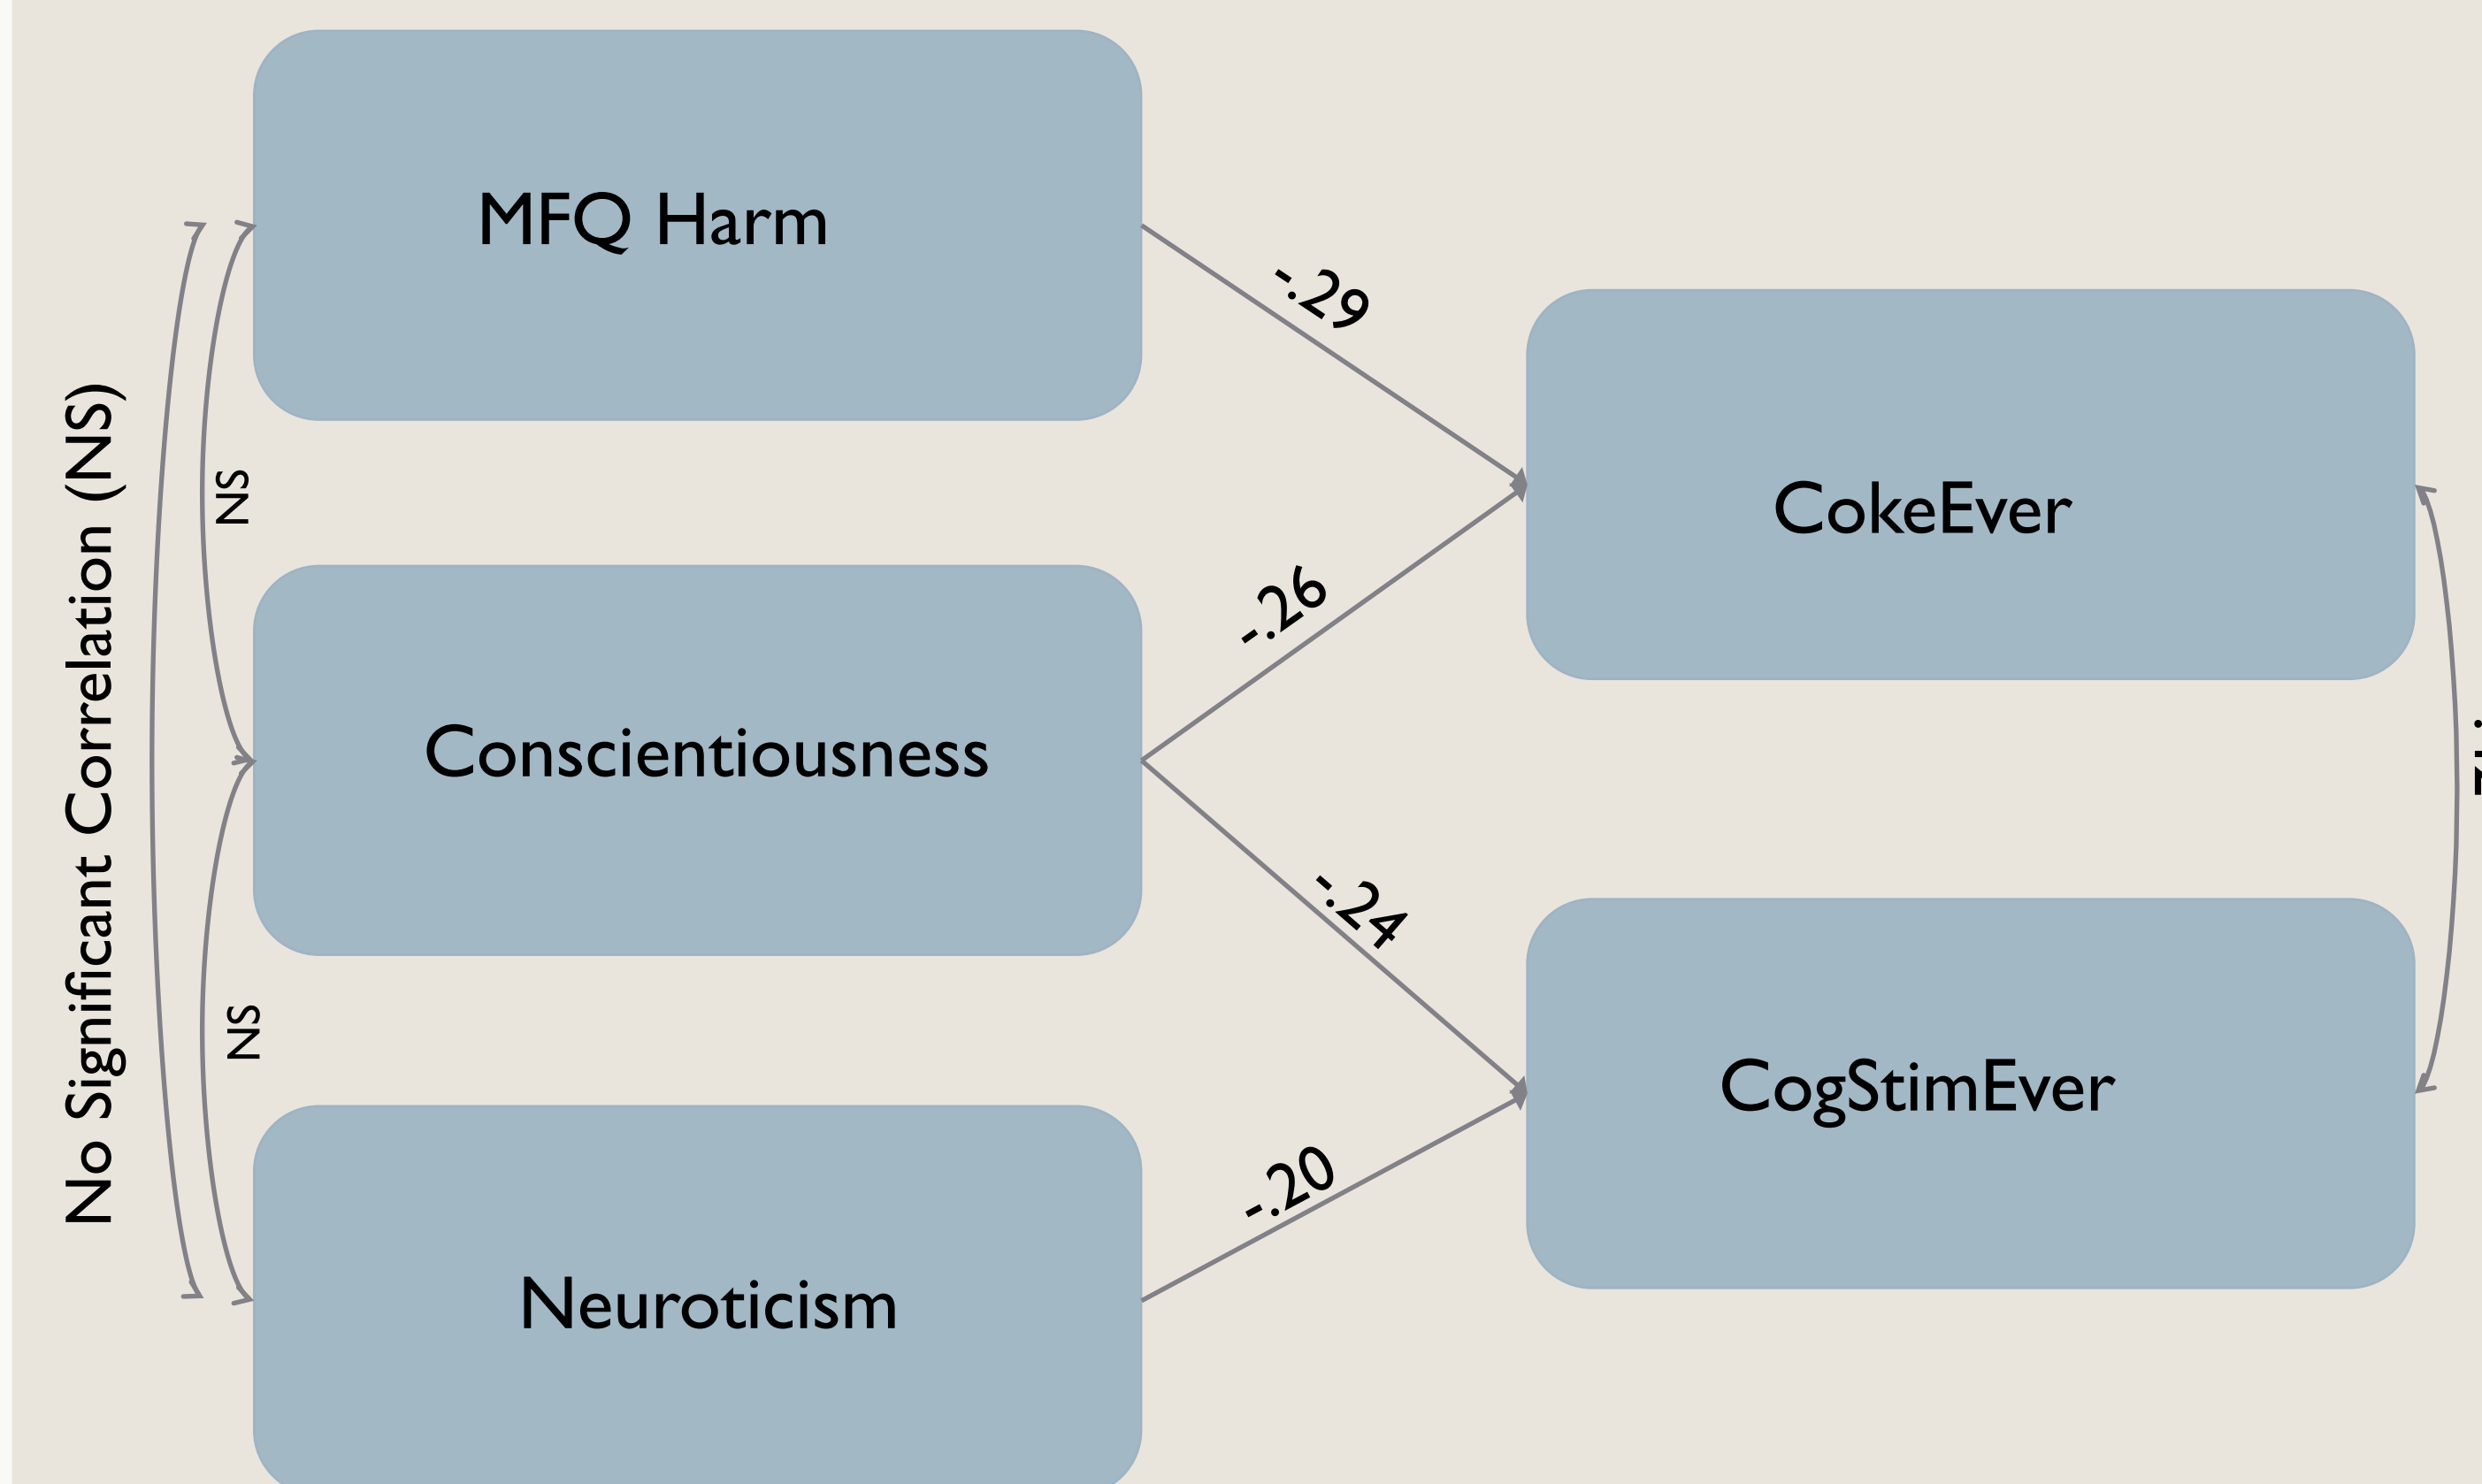 MFQ Harm
-.29
CokeEver
No Significant Correlation (NS)
NS
-.26
Conscientiousness
-.24
CogStimEver
NS
-.20
Neuroticism